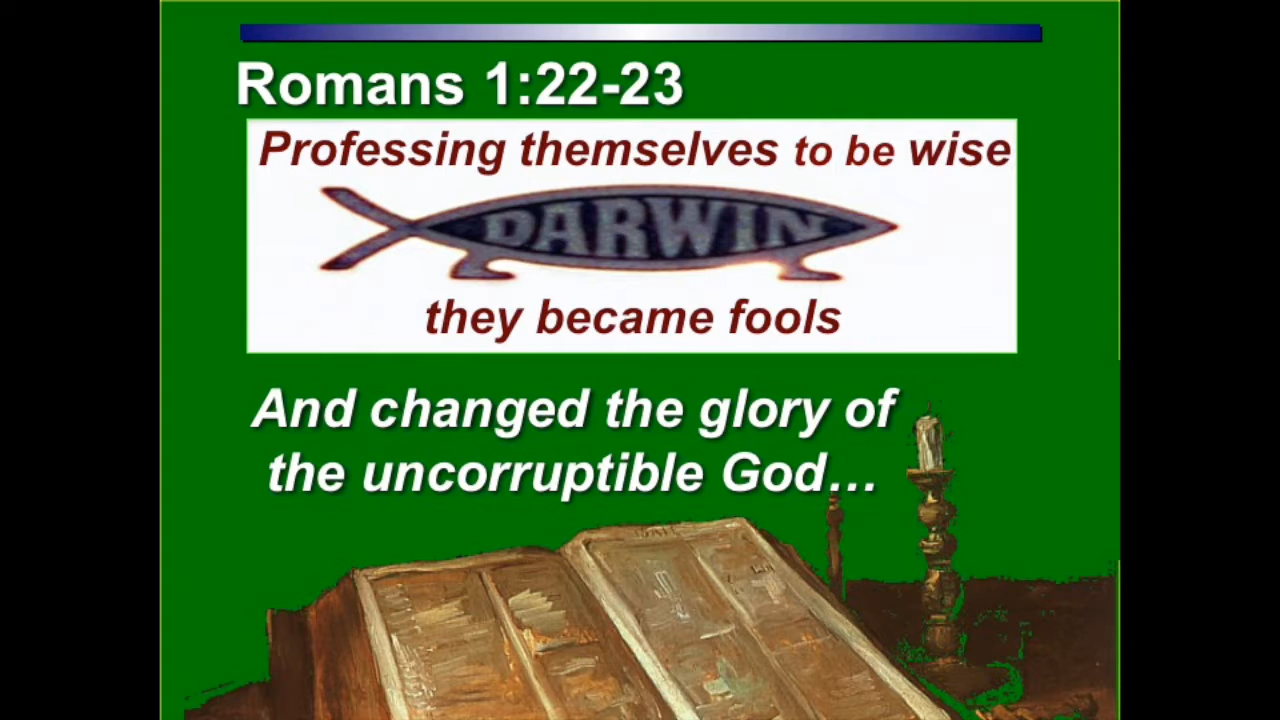 Romans 1:22-23
Professing themselves to be wise
DARWIN
they became fools
And changed the glory of
the uncorruptible God…